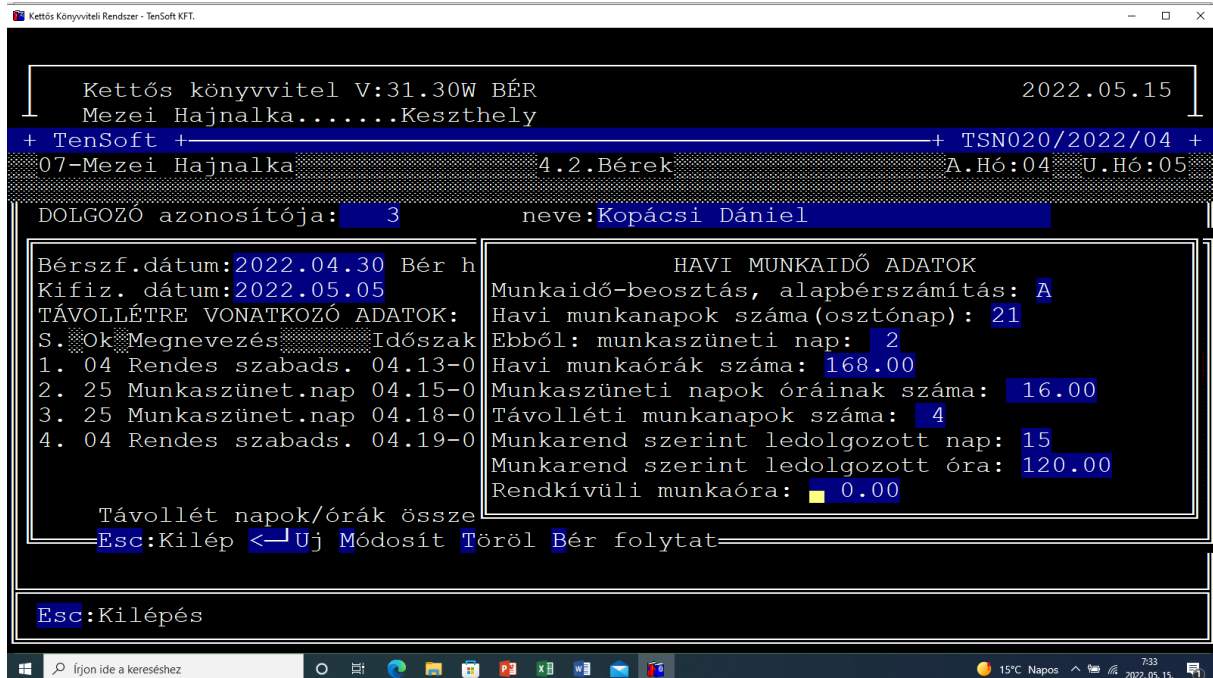 Kettős Könyvviteli Rendszer - TenSoft KFT.
Kettős könyvitel V:31.30W BÉR 2022.05.15
Mezei Hajnalka.......Keszthely
+ TenSoft + + TSN020/2022/04 +
07-Mezei Hajnalka 4.2.Bérek A.Hó:04 U.Hó:05
DOLGOZÓ azonosítója: 3 neve:Kopácsi Dániel
Bérszf.dátum:2022.04.30 Bér h
Kifiz. dátum:2022.05.05
TÁVOLLÉTRE VONATKOZÓ ADATOK:
S. Ok Megnevezés Időszak
1. 04 Rendes szabads. 04.13-0
2. 25 Munkaszünet.nap 04.15-0
3. 25 Munkaszünet.nap 04.18-0
4. 04 Rendes szabads. 04.19-0
Távollét napok/órák össze
HAVI MUNKAIDŐ ADATOK
Munkaidő-beosztás, alapbérszámítás: A
Havi munkanapok száma(osztónap): 21
Ebből: munkaszüneti nap: 2
Havi munkaórák száma: 168.00
Munkaszüneti napok óráinak száma: 16.00
Távolléti munkanapok száma: 4
Munkarend szerint ledolgozott nap: 15
Munkarend szerint ledolgozott óra: 120.00
Rendkívüli munkaóra: 0.00
Esc:Kilép <─┘Uj Módosít Töröl Bér folytat
Esc:Kilépés
Írjon ide a kereséshez
15°C Napos
7:33
2022. 05. 15.